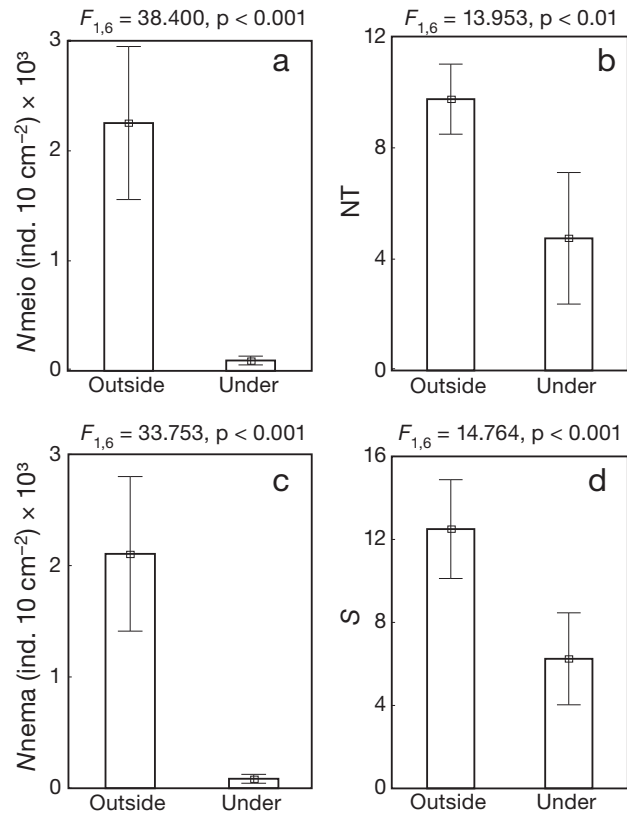 F1,6 = 38.400, p < 0.001
a
Nmeio (ind. 10 cm⁻²) × 10³
3
2
1
0
Outside Under
F1,6 = 13.953, p < 0.01
b
NT
12
8
4
0
Outside Under
F1,6 = 33.753, p < 0.001
c
Nnema (ind. 10 cm⁻²) × 10³
3
2
1
0
Outside Under
F1,6 = 14.764, p < 0.001
d
S
16
12
8
4
0
Outside Under